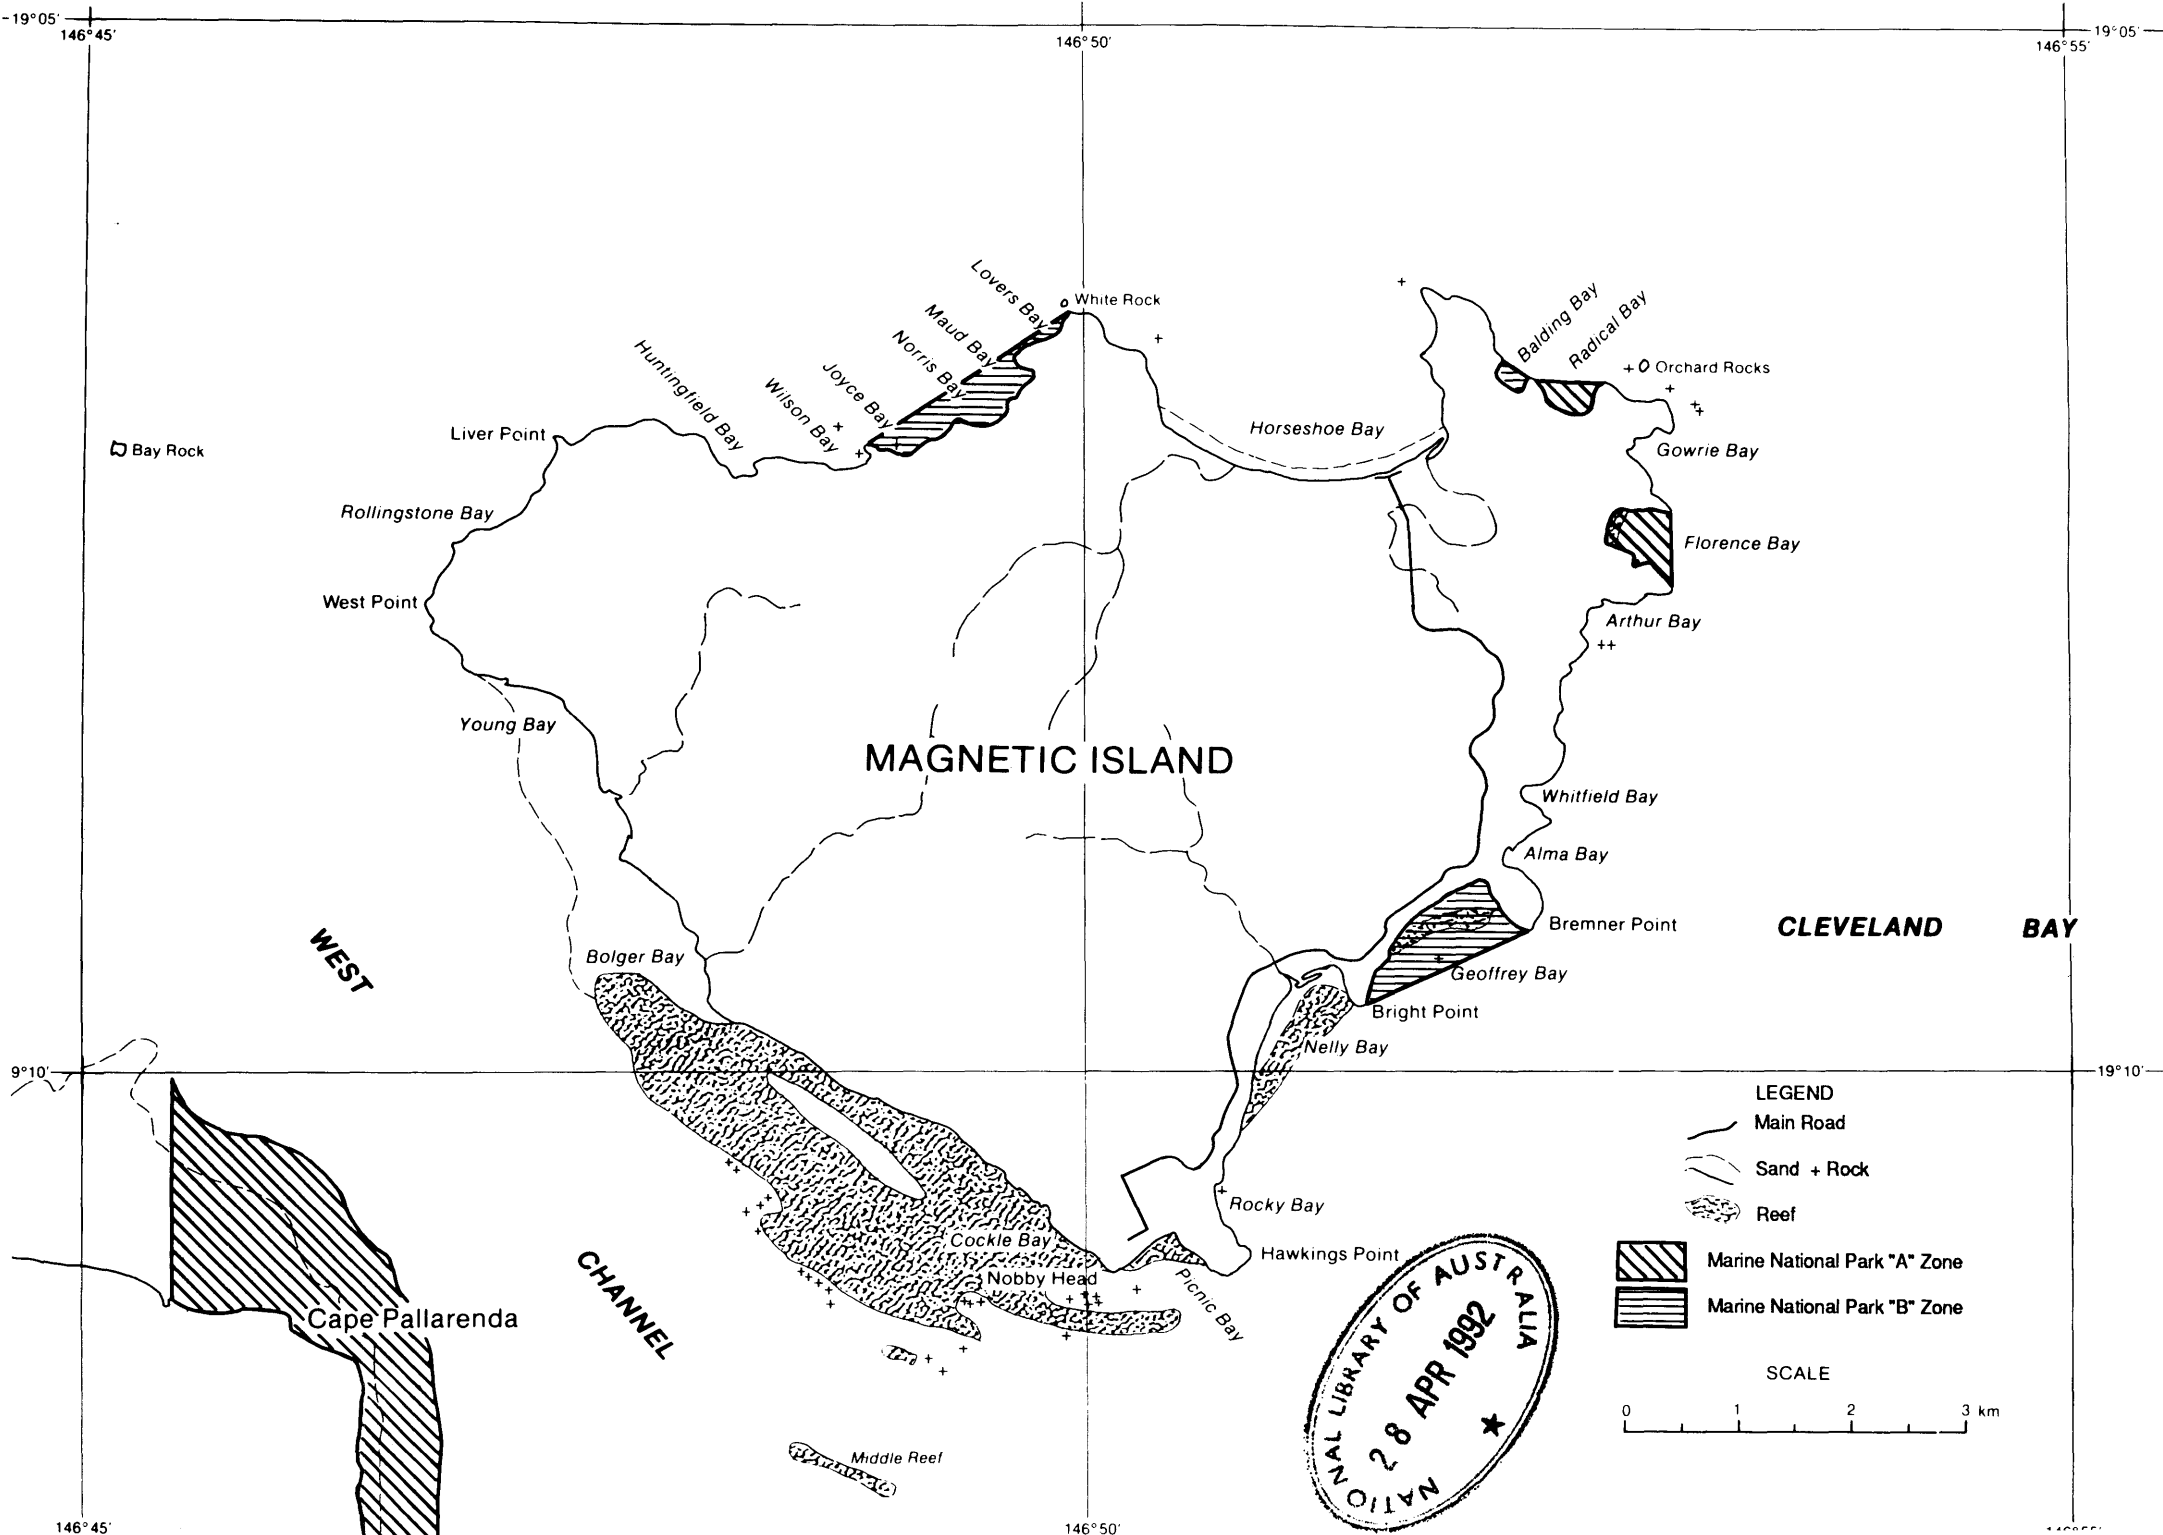 -19°05'
146°45'
146°50'
19°05'
146°55'
Lovers Bay
White Rock
Maud Bay
Norris Bay
Joyce Bay
Wilson Bay
Huntingfield Bay
Balding Bay
Radical Bay
Orchard Rocks
Liver Point
Bay Rock
Horseshoe Bay
Gowrie Bay
Rollingstone Bay
Florence Bay
West Point
Arthur Bay
Young Bay
MAGNETIC ISLAND
Whitfield Bay
Alma Bay
Bremner Point
CLEVELAND BAY
WEST
Bolger Bay
Geoffrey Bay
Bright Point
Nelly Bay
9°10'
19°10'
LEGEND
Main Road
Sand + Rock
Reef
Marine National Park "A" Zone
Marine National Park "B" Zone
Rocky Bay
Cockle Bay
Hawkings Point
Nobby Head
Picnic Bay
CHANNEL
Cape Pallarenda
NATIONAL LIBRARY OF AUSTRALIA
28 APR 1992
SCALE
0 1 2 3 km
Middle Reef
146°45'
146°50'